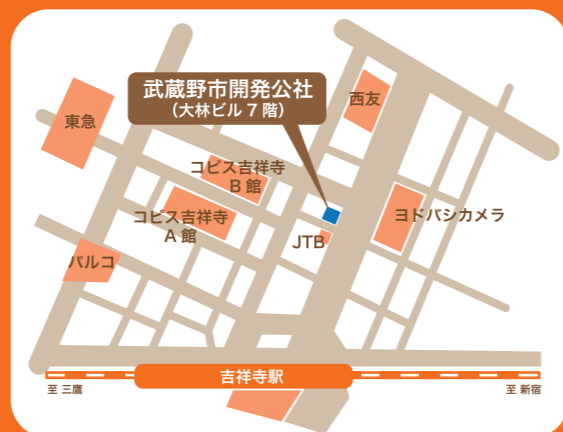 武蔵野市開発公社
（大林ビル7階）
西友
東急
コピス吉祥寺
B館
コピス吉祥寺
A館
ヨドバシカメラ
JTB
パルコ
吉祥寺駅
至 三鷹
至 新宿